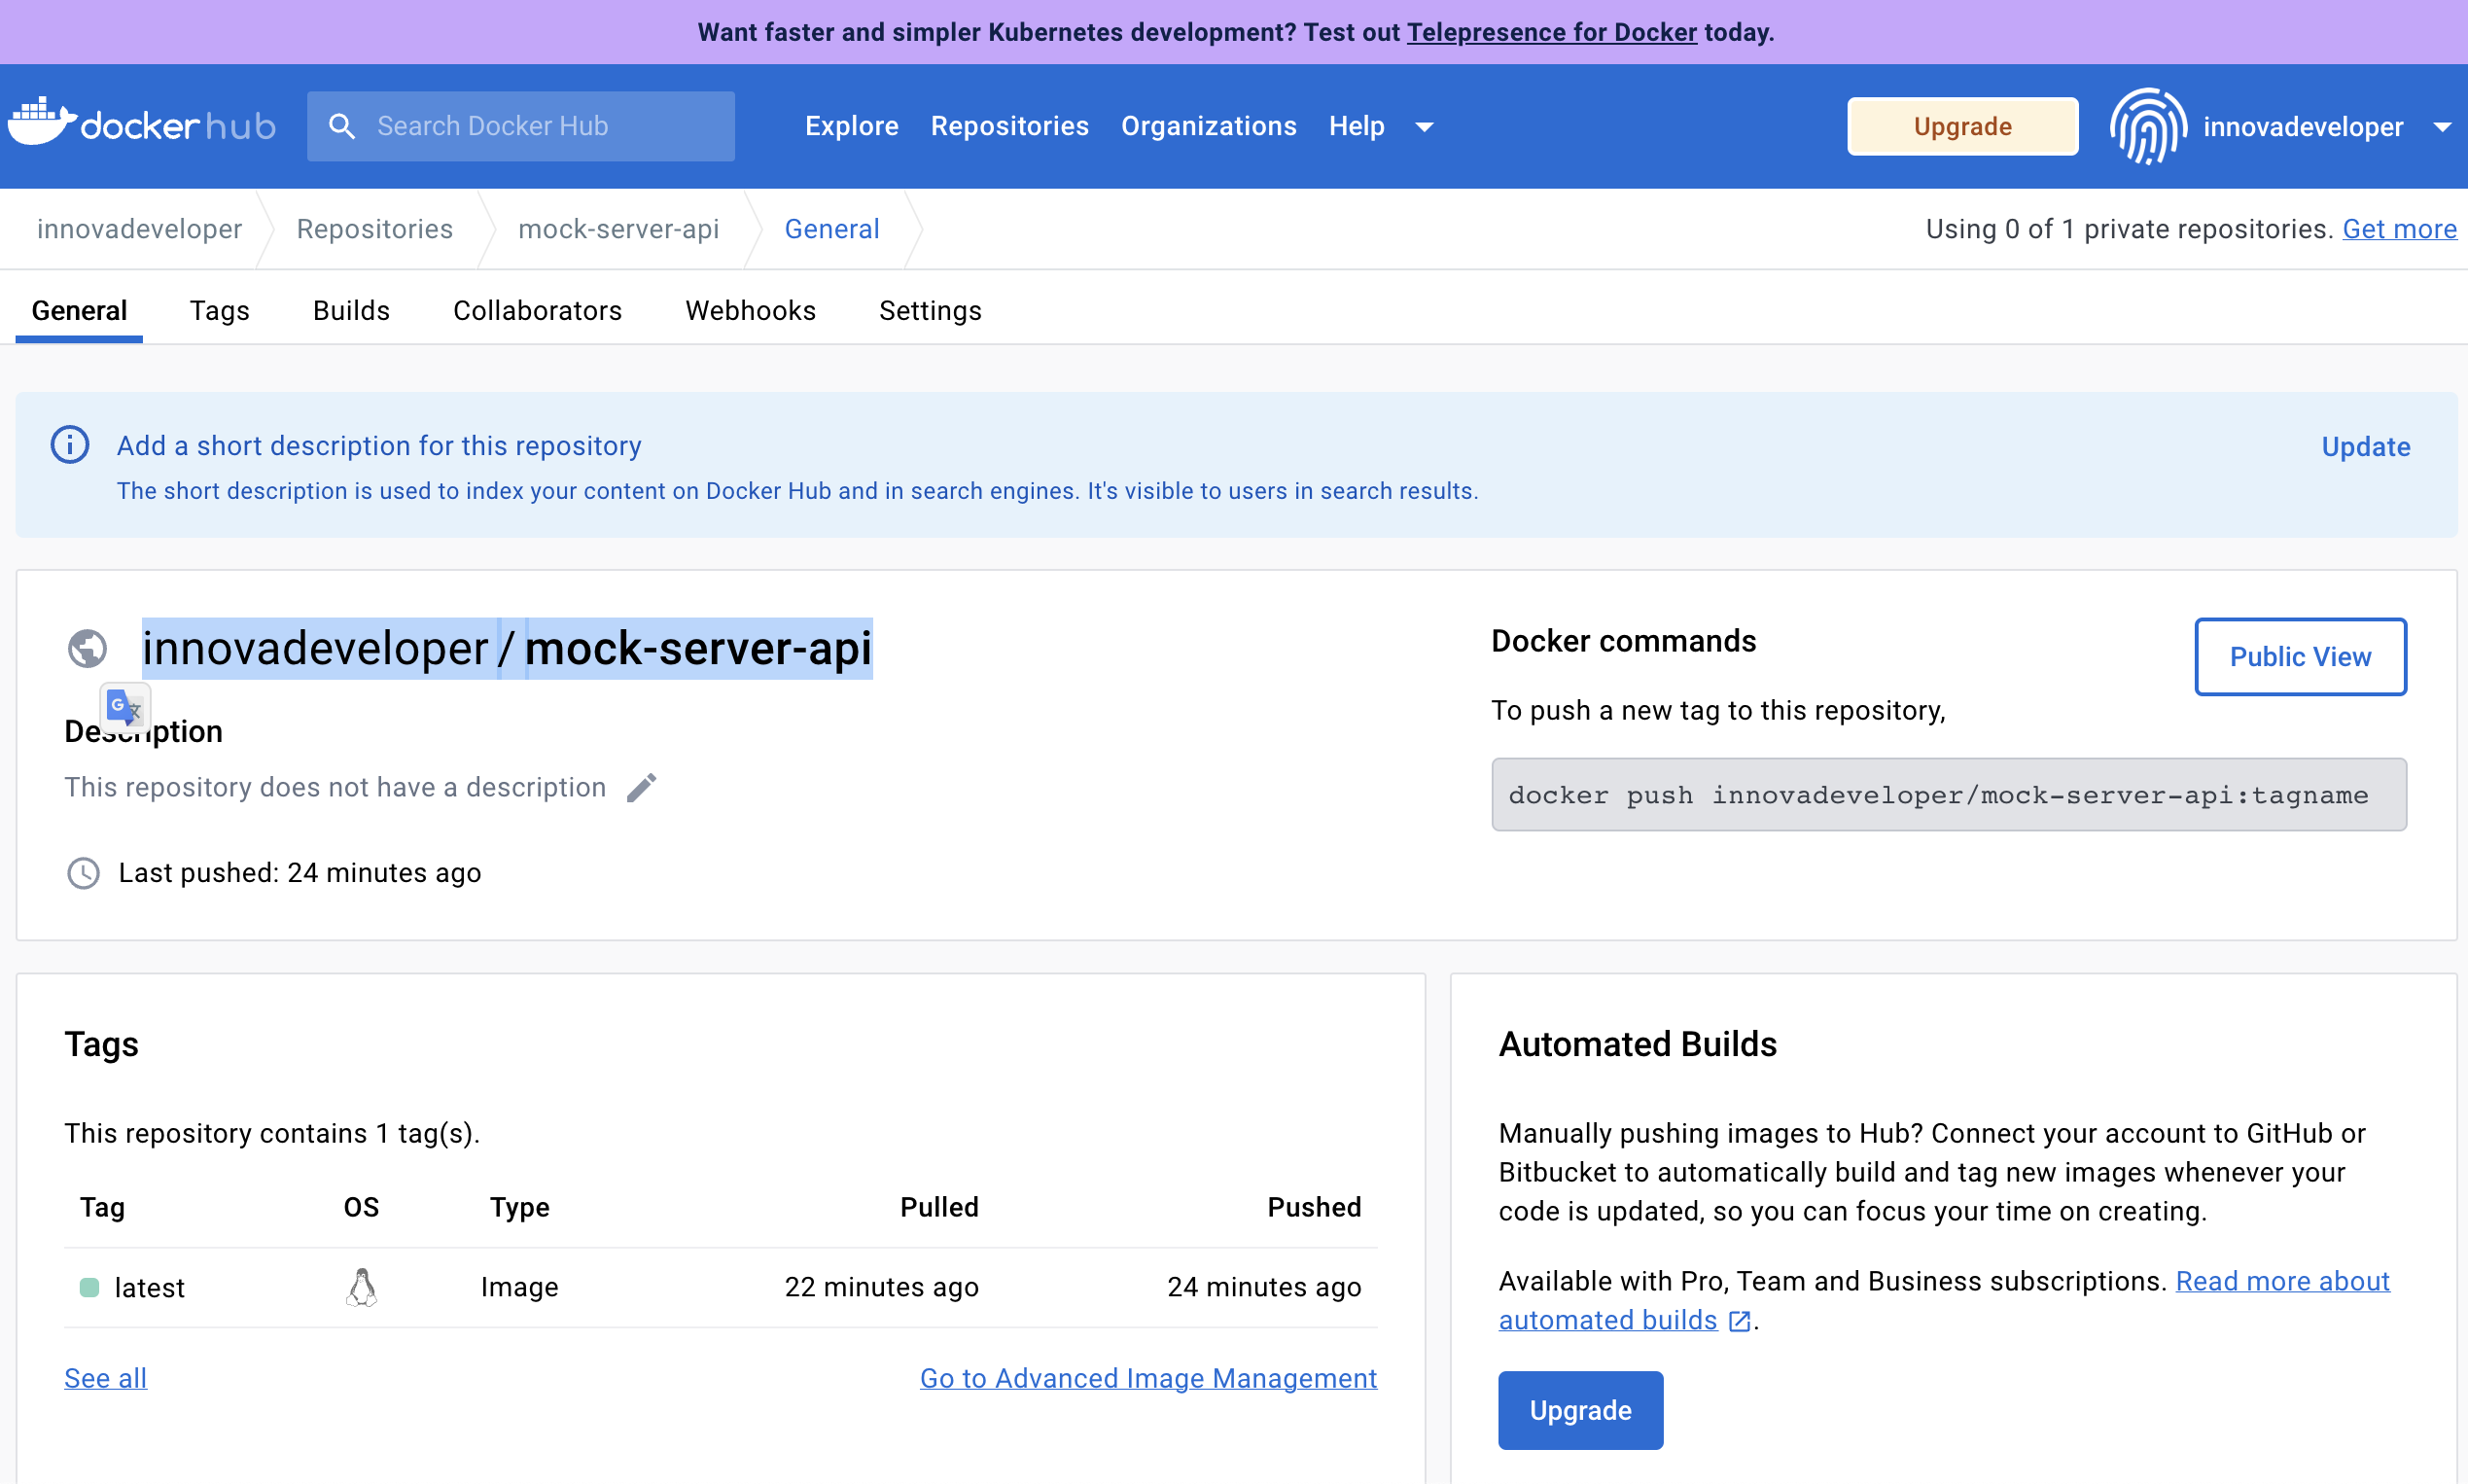 Want faster and simpler Kubernetes development? Test out Telepresence for Docker today.
docker hub
Search Docker Hub
Explore
Repositories
Organizations
Help
Upgrade
innovadeveloper
innovadeveloper
Repositories
mock-server-api
General
Using 0 of 1 private repositories. Get more
General
Tags
Builds
Collaborators
Webhooks
Settings
Add a short description for this repository
Update
The short description is used to index your content on Docker Hub and in search engines. It's visible to users in search results.
innovadeveloper / mock-server-api
Description
This repository does not have a description
Last pushed: 24 minutes ago
Docker commands
Public View
To push a new tag to this repository,
docker push innovadeveloper/mock-server-api:tagname
Tags
This repository contains 1 tag(s).
Tag OS Type Pulled Pushed
latest Image 22 minutes ago 24 minutes ago
See all
Go to Advanced Image Management
Automated Builds
Manually pushing images to Hub? Connect your account to GitHub or
Bitbucket to automatically build and tag new images whenever your
code is updated, so you can focus your time on creating.
Available with Pro, Team and Business subscriptions. Read more about
automated builds .
Upgrade